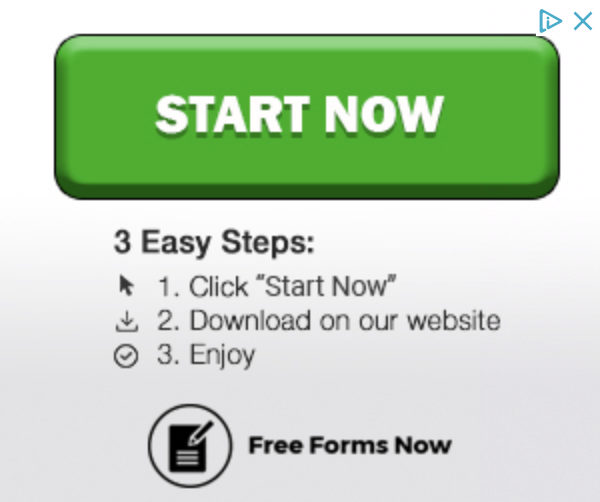 START NOW
3 Easy Steps:
1. Click “Start Now”
2. Download on our website
3. Enjoy
Free Forms Now